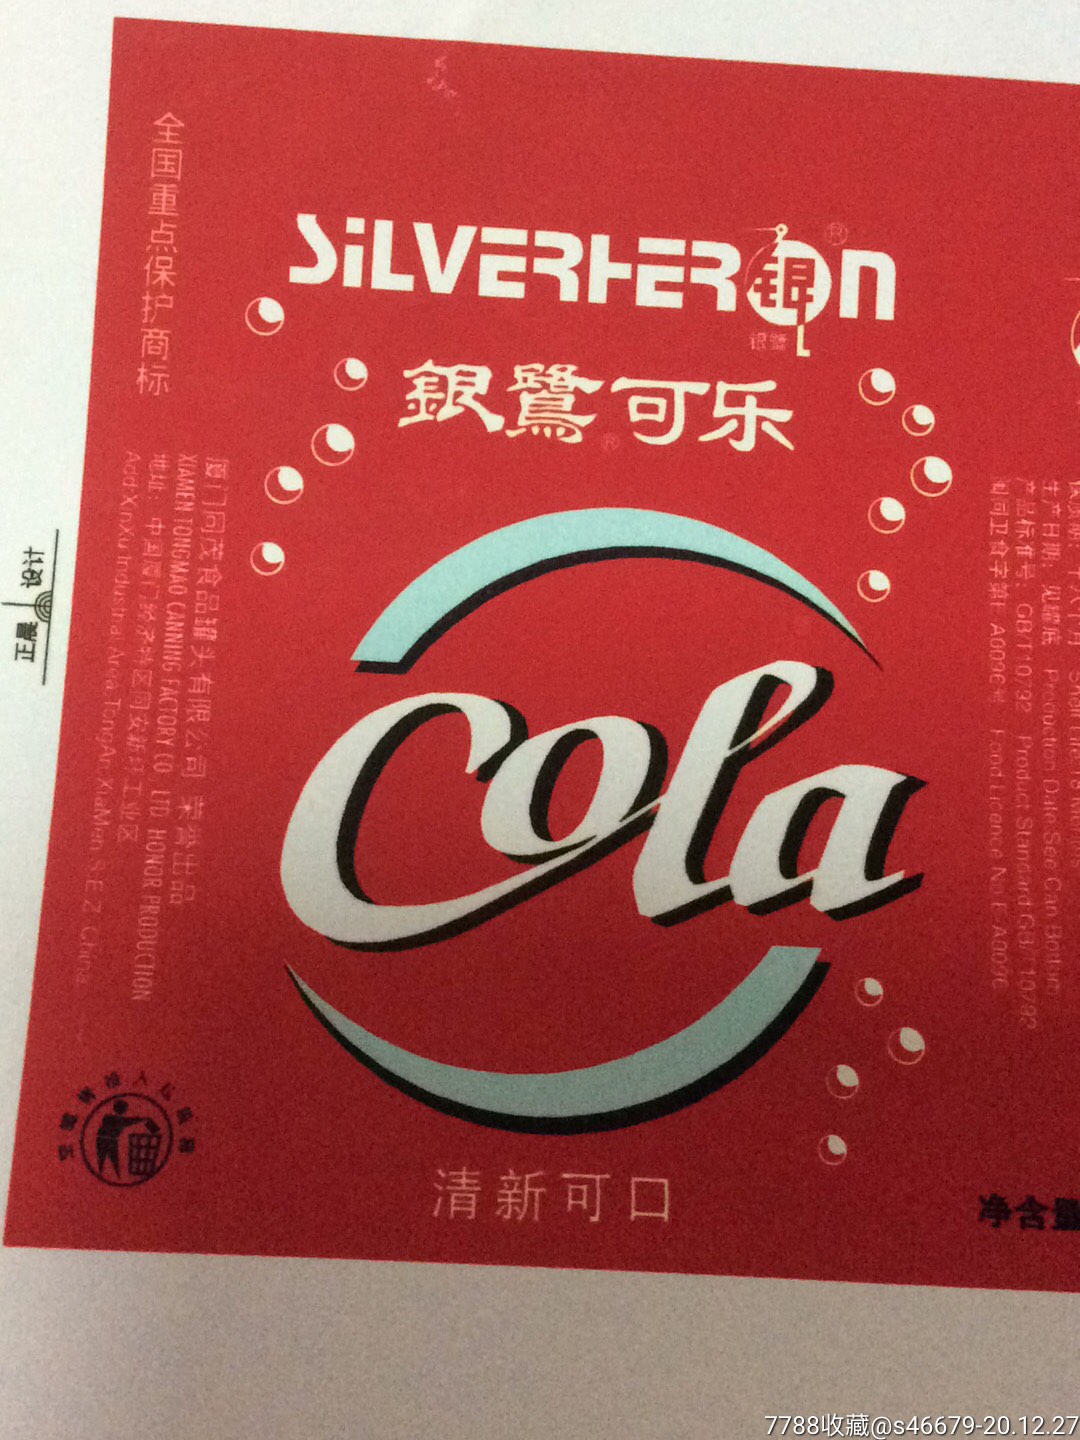 全国重点保护商标
SILVERHERON
®
银鹭
銀鷺可乐
®
Cola
清新可口
厦门同茂食品罐头有限公司 荣誉出品
XIAMEN TONGMAO CANNING FACTORY CO LTD HONOR PRODUCTION
地址: 中国厦门经济特区同安新圩工业区
Add:XinXu Industrial Area TongAn XiaMen S E Z China
正晨
设计
生产日期: 见罐底 Production Date See Can Bottom
产品标准号: GB/T10792 Product Standard GB/T10792
净含量
7788收藏@s46679-20.12.27